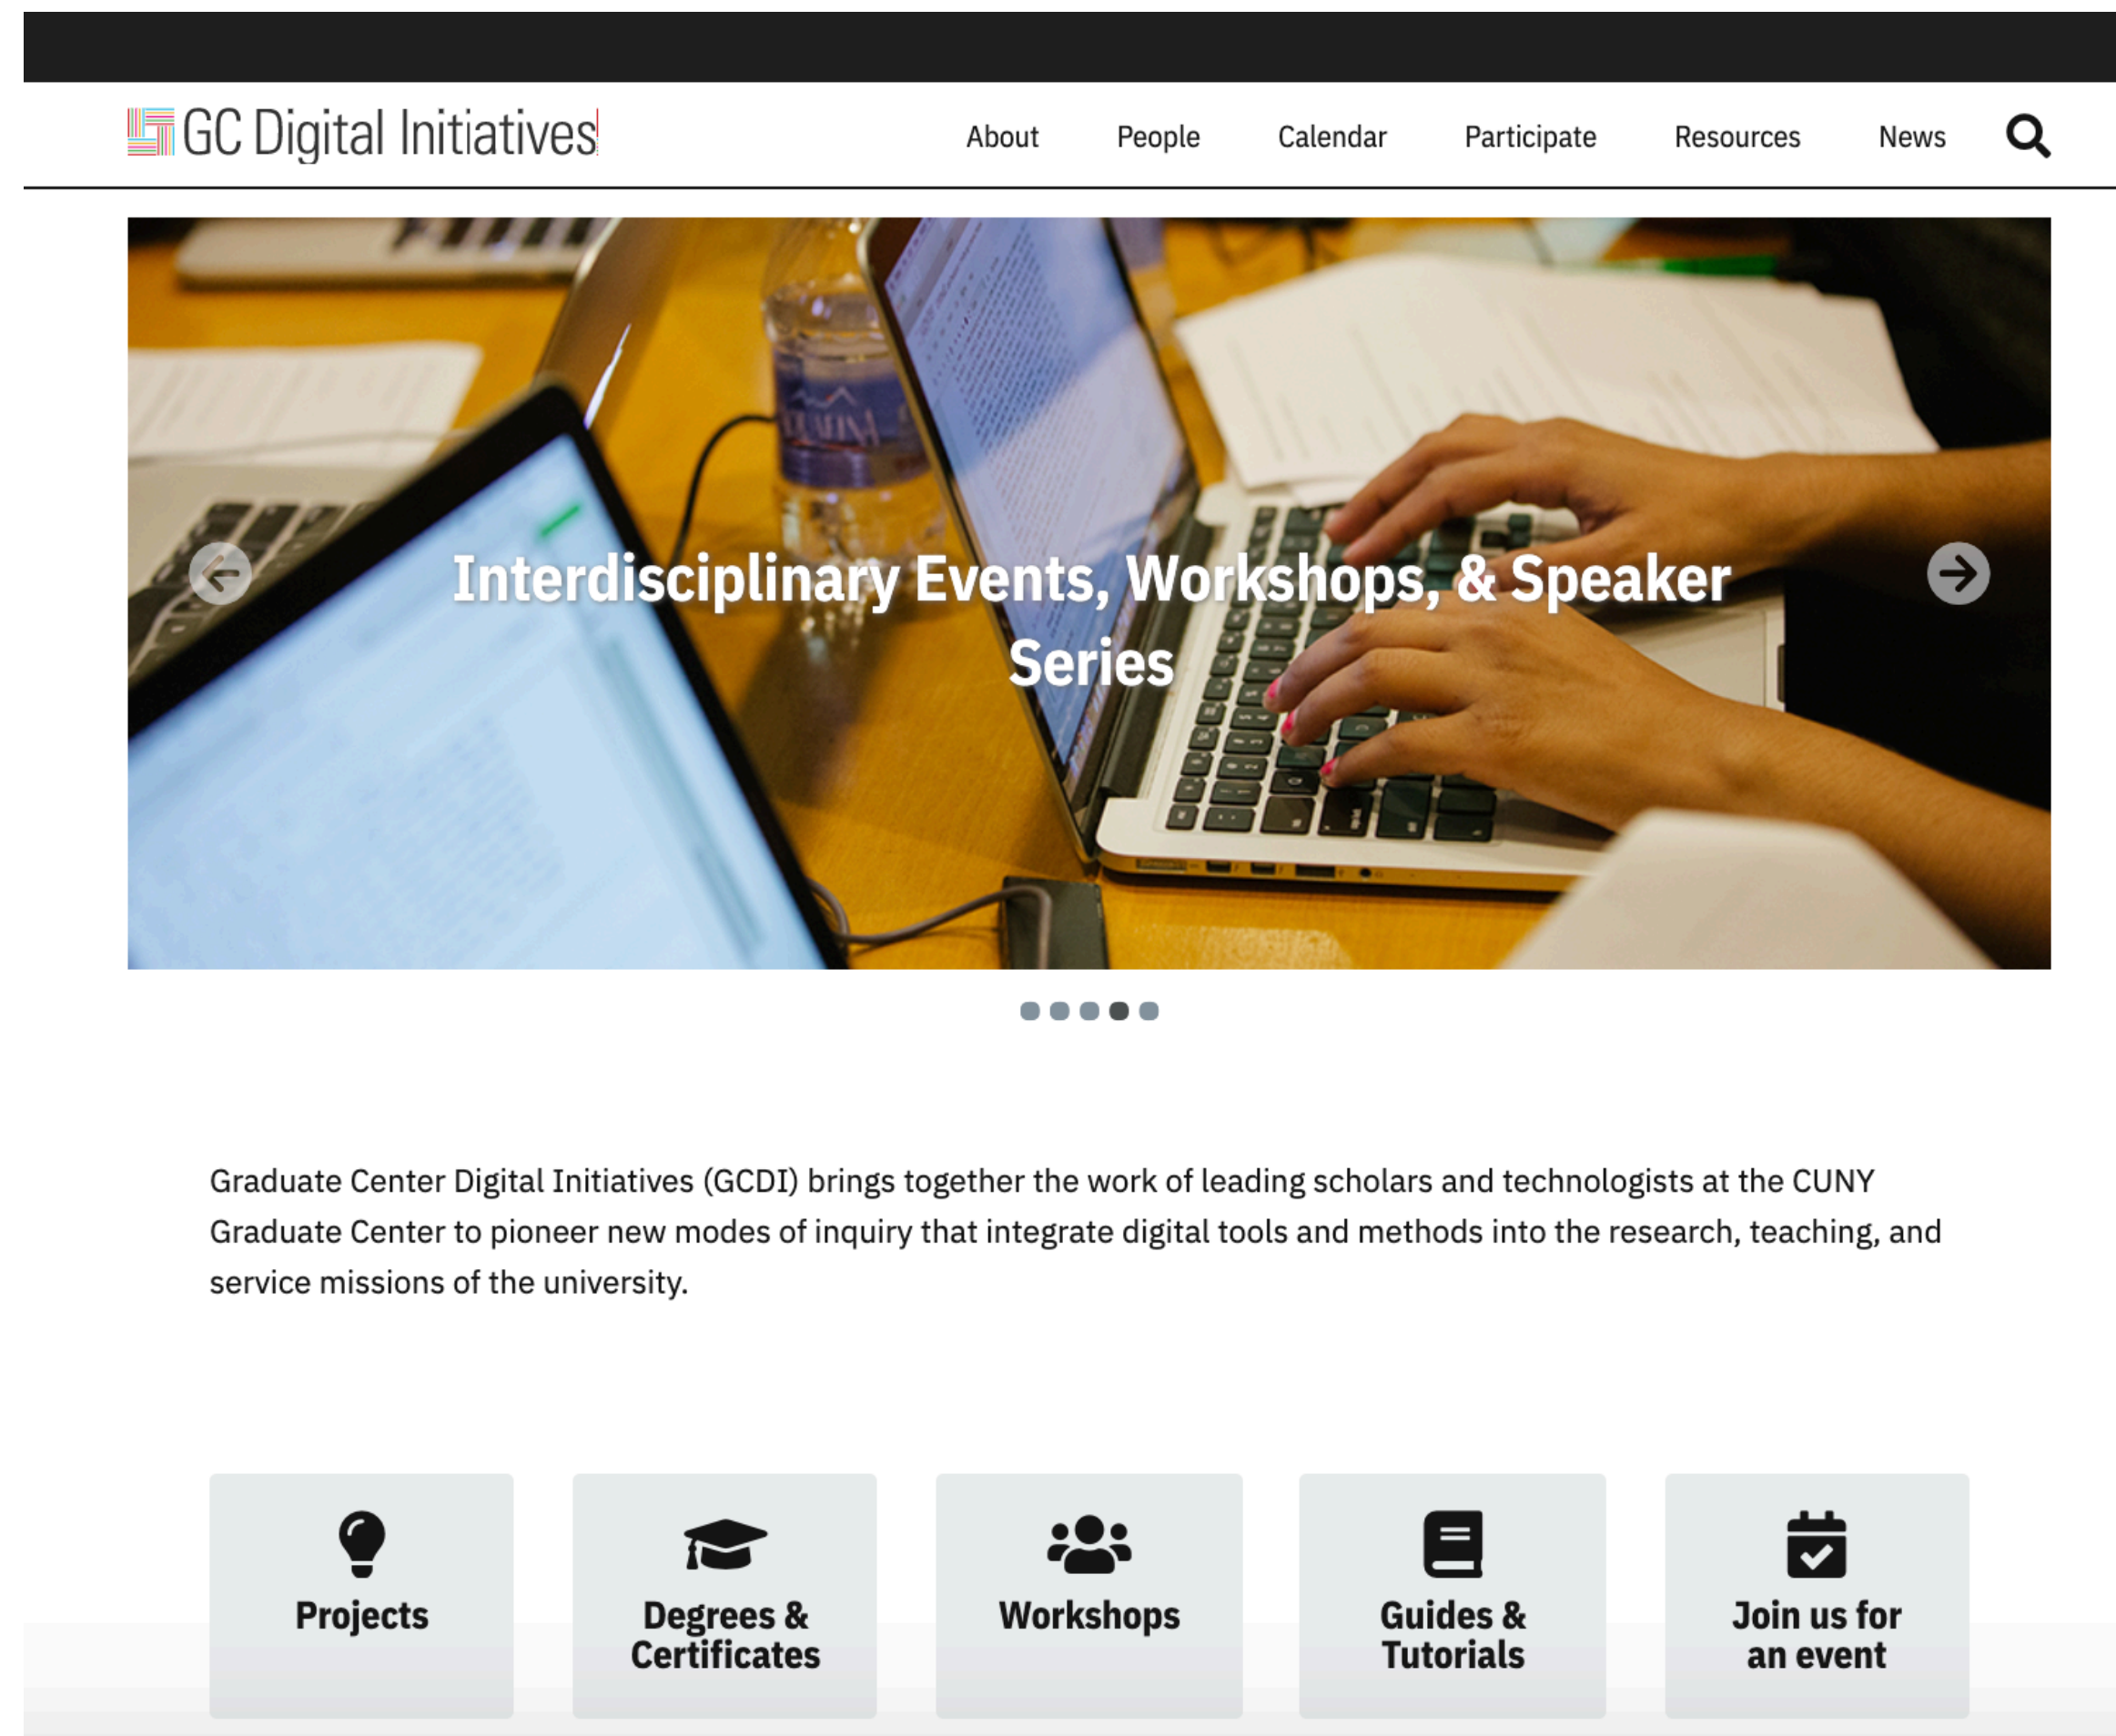 GC Digital Initiatives
About
People
Calendar
Participate
Resources
News
Interdisciplinary Events, Workshops, & Speaker
Series
Graduate Center Digital Initiatives (GCDI) brings together the work of leading scholars and technologists at the CUNY
Graduate Center to pioneer new modes of inquiry that integrate digital tools and methods into the research, teaching, and
service missions of the university.
Projects
Degrees &
Certificates
Workshops
Guides &
Tutorials
Join us for
an event